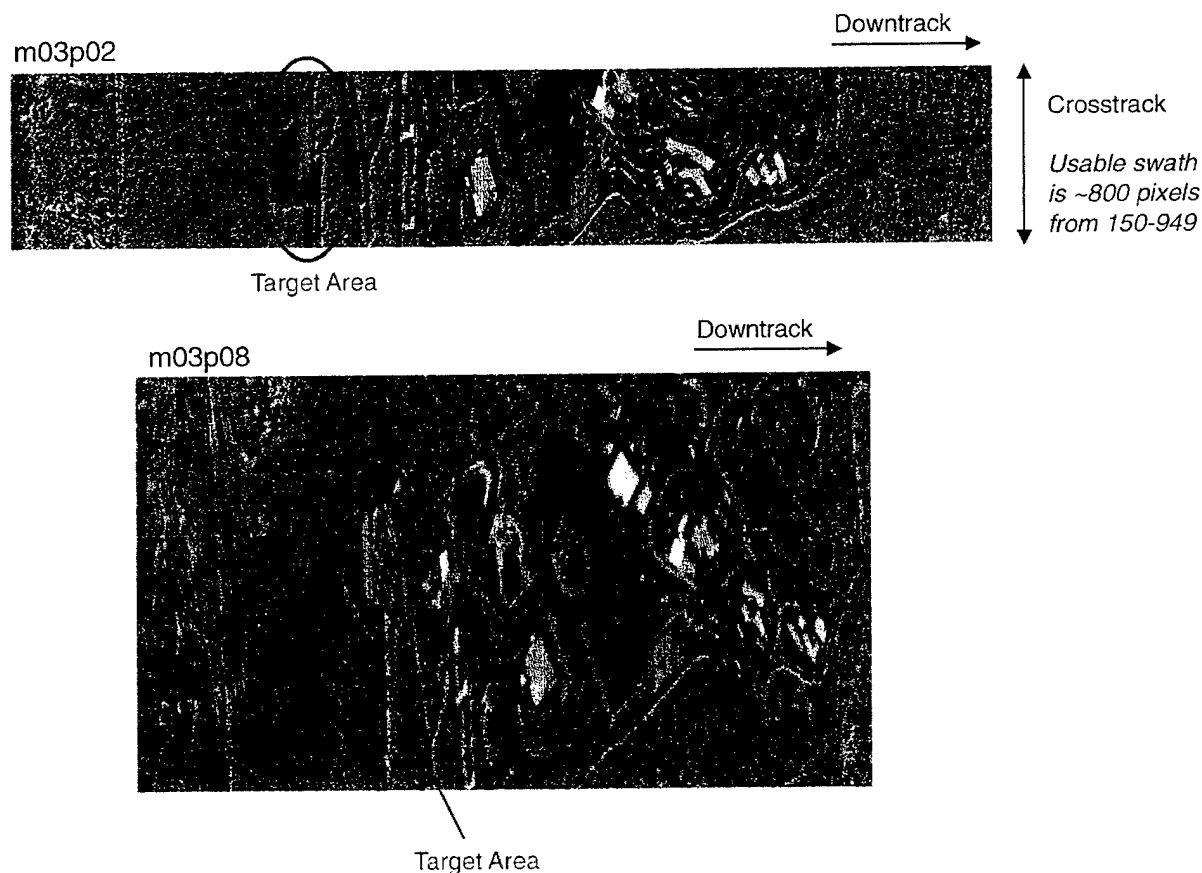 Downtrack
m03p02
Crosstrack
Usable swath
is ~800 pixels
from 150-949
Target Area
Downtrack
m03p08
Target Area